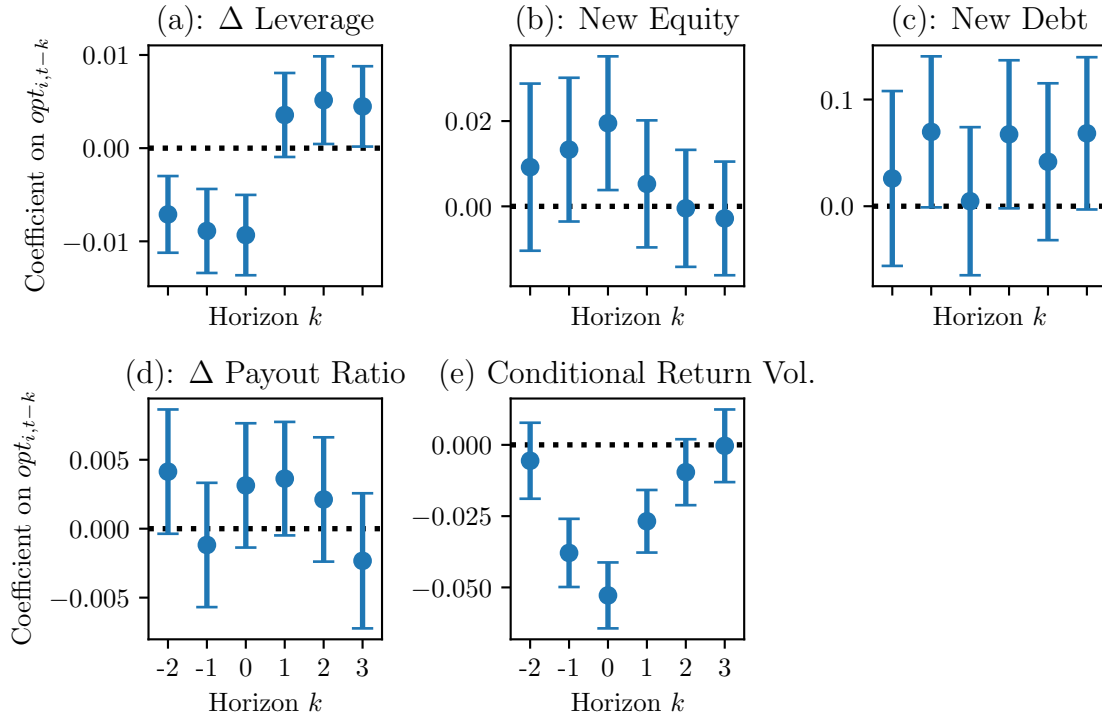 (a): Δ Leverage
(b): New Equity
(c): New Debt
Coefficient on opt_{i,t−k}
0.01
0.00
−0.01
Horizon k
0.02
0.00
Horizon k
0.1
0.0
Horizon k
(d): Δ Payout Ratio
(e) Conditional Return Vol.
Coefficient on opt_{i,t−k}
0.005
0.000
−0.005
-2 -1 0 1 2 3
Horizon k
0.000
−0.025
−0.050
-2 -1 0 1 2 3
Horizon k